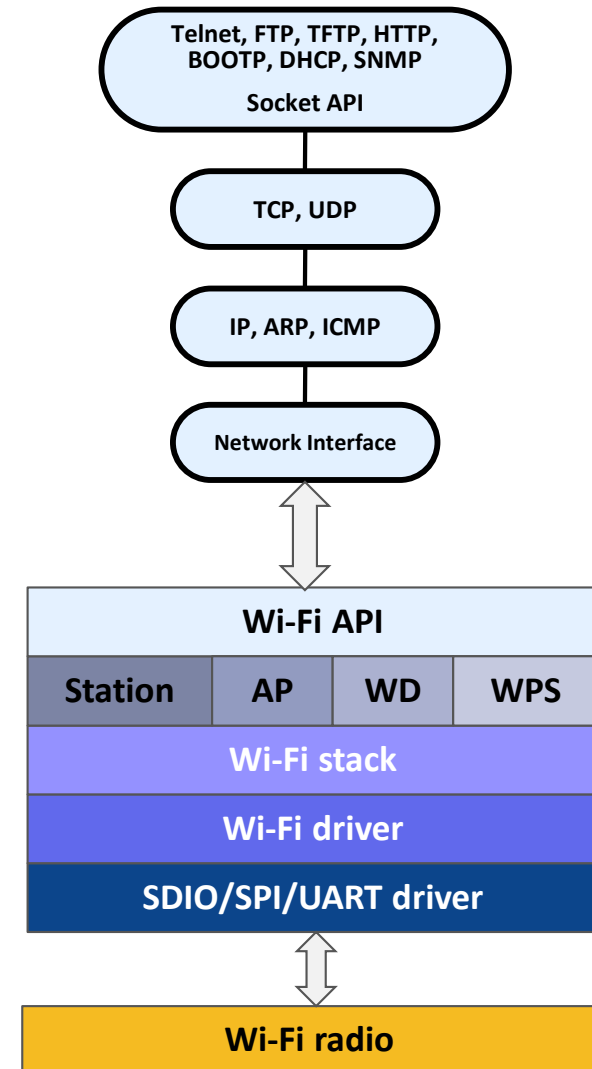 Telnet, FTP, TFTP, HTTP,
BOOTP, DHCP, SNMP
Socket API
TCP, UDP
IP, ARP, ICMP
Network Interface
Wi-Fi API
Station AP WD WPS
Wi-Fi stack
Wi-Fi driver
SDIO/SPI/UART driver
Wi-Fi radio